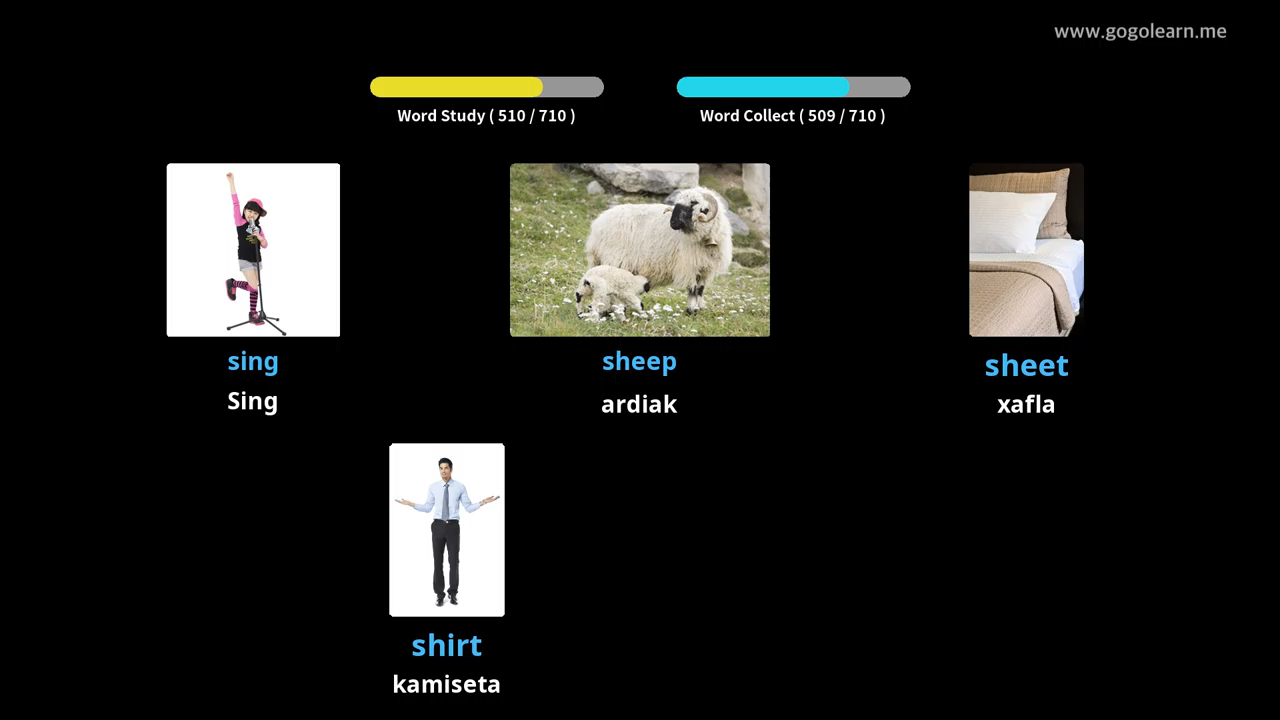 www.gogolearn.me
Word Study ( 510 / 710 )
Word Collect ( 509 / 710 )
sing
Sing
sheep
ardiak
sheet
xafla
shirt
kamiseta